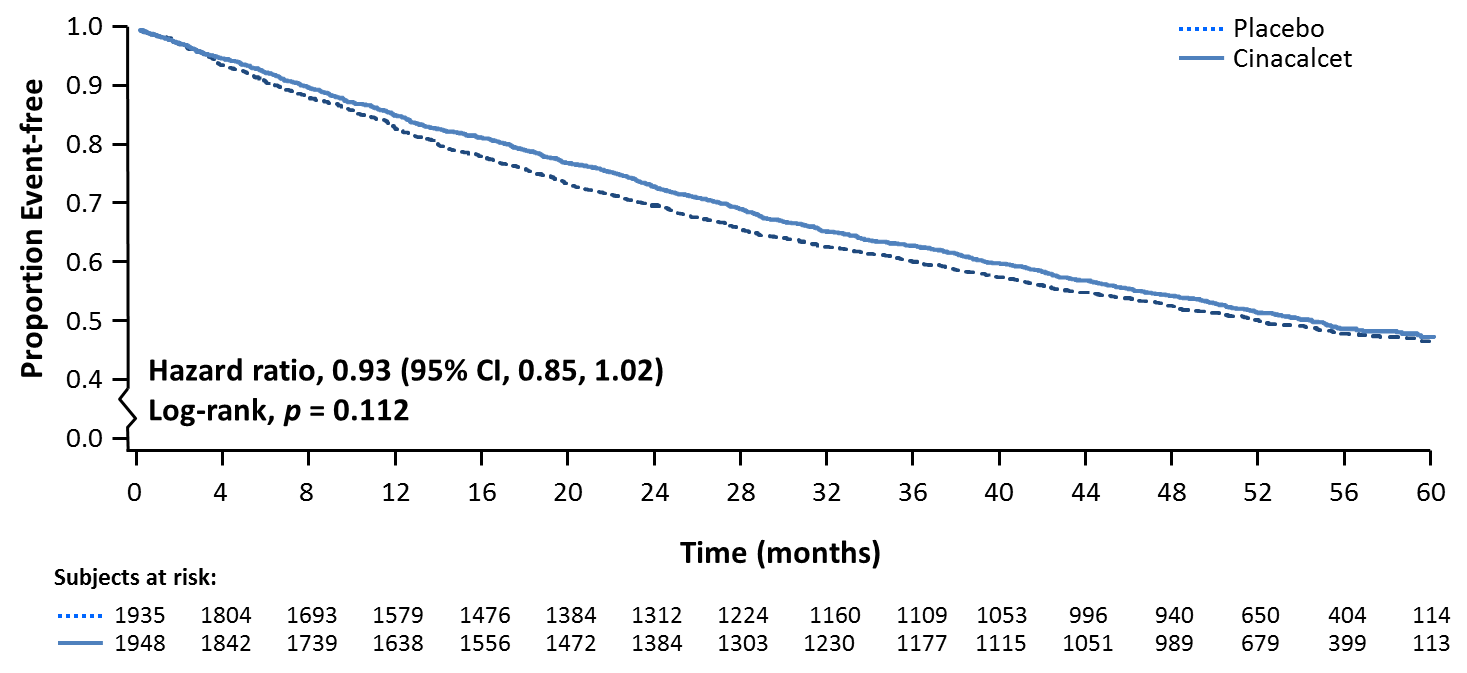 Placebo
Cinacalcet
Proportion Event-free
1.0
0.9
0.8
0.7
0.6
0.5
0.4
0.0
Hazard ratio, 0.93 (95% CI, 0.85, 1.02)
Log-rank, p = 0.112
0 4 8 12 16 20 24 28 32 36 40 44 48 52 56 60
Time (months)
Subjects at risk:
1935 1804 1693 1579 1476 1384 1312 1224 1160 1109 1053 996 940 650 404 114
1948 1842 1739 1638 1556 1472 1384 1303 1230 1177 1115 1051 989 679 399 113